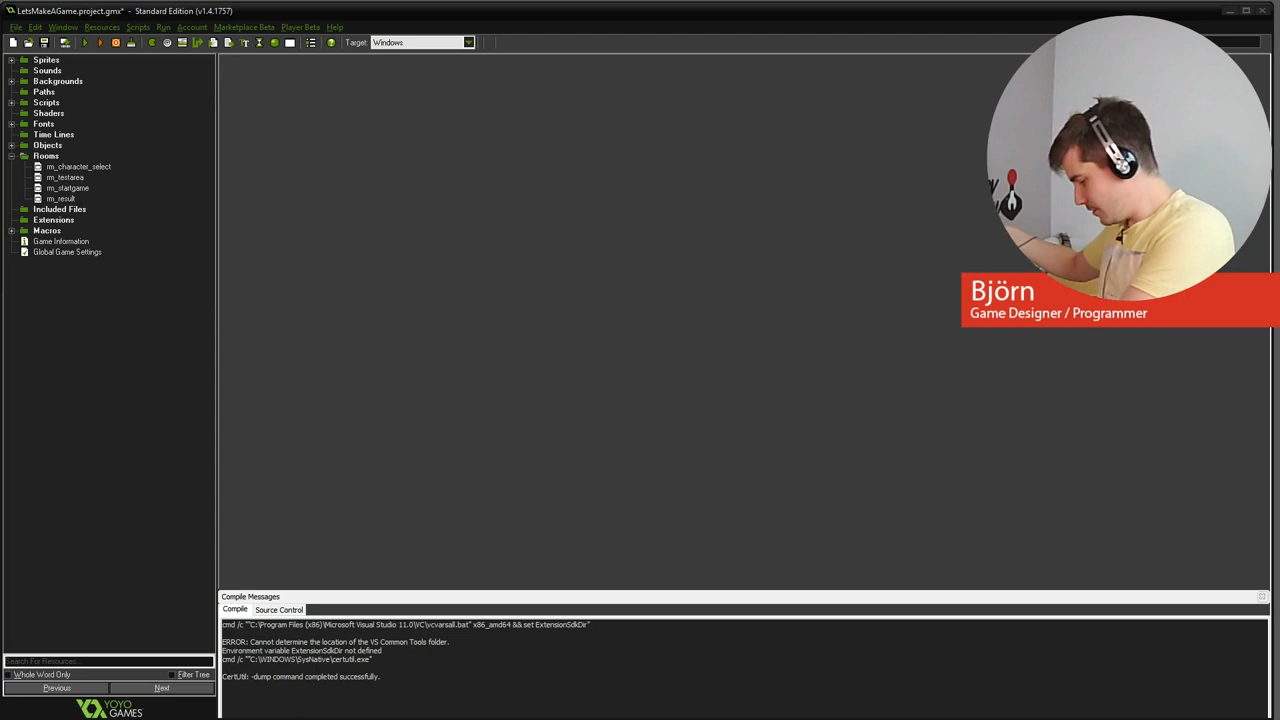 LetsMakeAGame.project.gmx* - Standard Edition (v1.4.1757)
File Edit Window Resources Scripts Run Account Marketplace Beta Player Beta Help
Target: Windows
Sprites
Sounds
Backgrounds
Paths
Scripts
Shaders
Fonts
Time Lines
Objects
Rooms
rm_character_select
rm_testarea
rm_startgame
rm_result
Included Files
Extensions
Macros
Game Information
Global Game Settings
Björn
Game Designer / Programmer
Compile Messages
Compile Source Control
cmd /c ""C:\Program Files (x86)\Microsoft Visual Studio 11.0\VC\vcvarsall.bat" x86_amd64 && set ExtensionSdkDir"
ERROR: Cannot determine the location of the VS Common Tools folder.
Environment variable ExtensionSdkDir not defined
cmd /c ""C:\WINDOWS\SysNative\certutil.exe"
CertUtil: -dump command completed successfully.
Search For Resources...
Whole Word Only Filter Tree
Previous Next
YOYO
GAMES